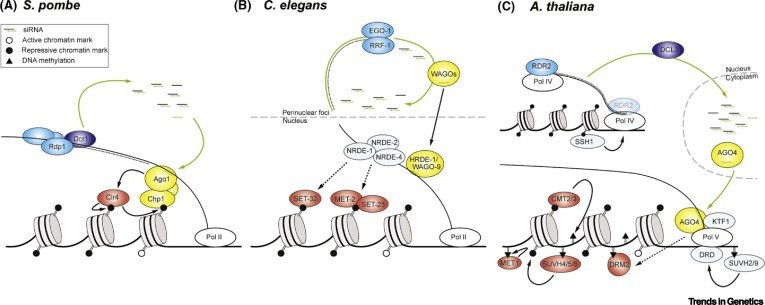 (A) S. pombe
siRNA
Active chromatin mark
Repressive chromatin mark
DNA methylation
Rdp1
Dcr1
Ago1
Chp1
Clr4
Pol II
(B) C. elegans
EGO-1
RRF-1
WAGOs
Perinuclear foci
Nucleus
NRDE-2
NRDE-1
NRDE-4
HRDE-1/
WAGO-9
SET-32
MET-2
SET-25
Pol II
(C) A. thaliana
RDR2
Pol IV
DCL3
Nucleus
Cytoplasm
RDR2
Pol IV
SSH1
AGO4
CMT2/3
AGO4
KTF1
Pol V
DRD
SUVH2/9
MET1
SUVH4/5/6
DRM2
Trends in Genetics